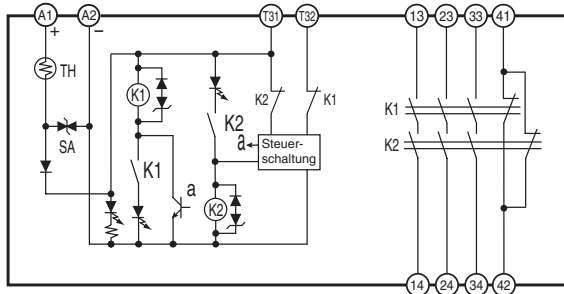 A1 A2 T31 T32 13 23 33 41
+ −
TH
K1
K2 K1
K1
K2
a
Steuer-
schaltung
SA
K2
K1
a
K2
14 24 34 42